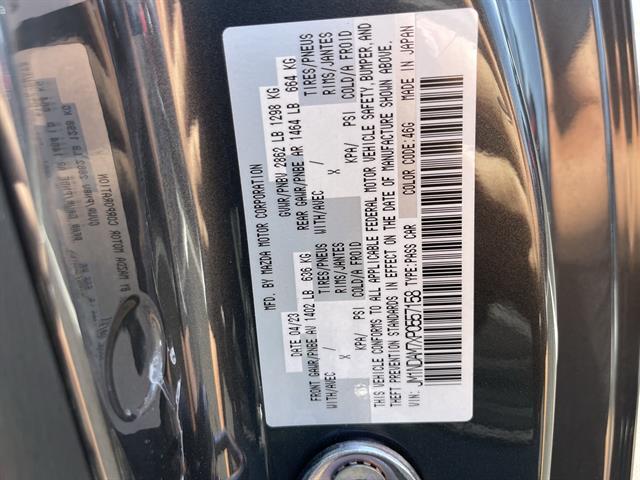 MFD. BY MAZDA MOTOR CORPORATION
DATE 04/23 GVWR/PNBV 2862 LB 1298 KG
FRONT GAWR/PNBE AV 1402 LB 636 KG REAR GAWR/PNBE AR 1464 LB 664 KG
WITH/AVEC / TIRES/PNEUS WITH/AVEC / TIRES/PNEUS
X RIMS/JANTES X RIMS/JANTES
KPA/ PSI COLD/A FROID KPA/ PSI COLD/A FROID
THIS VEHICLE CONFORMS TO ALL APPLICABLE FEDERAL MOTOR VEHICLE SAFETY, BUMPER, AND
THEFT PREVENTION STANDARDS IN EFFECT ON THE DATE OF MANUFACTURE SHOWN ABOVE.
VIN: JM1NDAM7XP0557158 TYPE: PASS CAR COLOR CODE: 46G MADE IN JAPAN